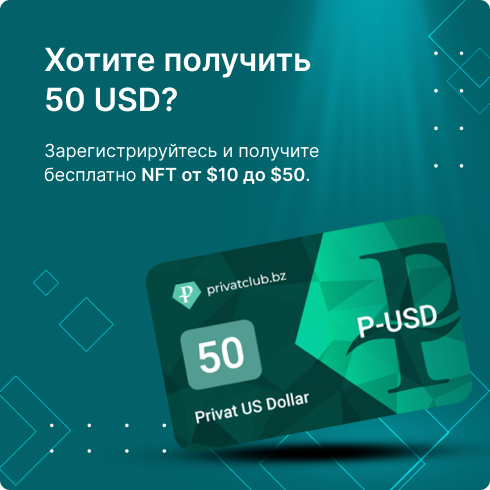 Хотите получить
50 USD?
Зарегистрируйтесь и получите
бесплатно NFT от $10 до $50.
privatclub.bz
P-USD
50
Privat US Dollar